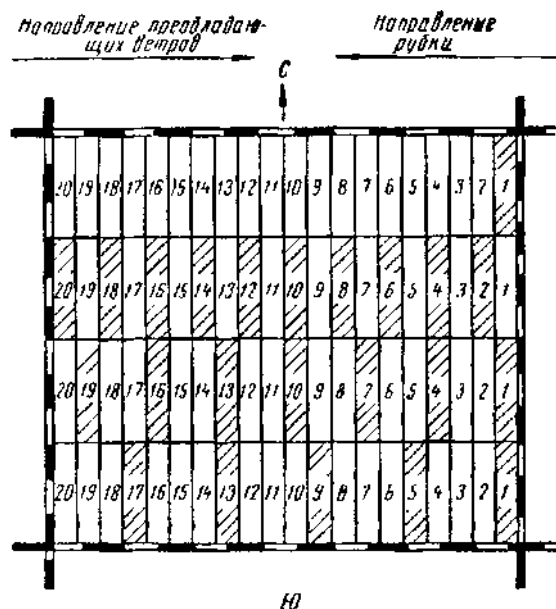 Направление преобладаю-
щих ветров
Направление
рубки
С
20 19 18 17 16 15 14 13 12 11 10 9 8 7 6 5 4 3 2 1
20 19 18 17 16 15 14 13 12 11 10 9 8 7 6 5 4 3 2 1
20 19 18 17 16 15 14 13 12 11 10 9 8 7 6 5 4 3 2 1
20 19 18 17 16 15 14 13 12 11 10 9 8 7 6 5 4 3 2 1
Ю